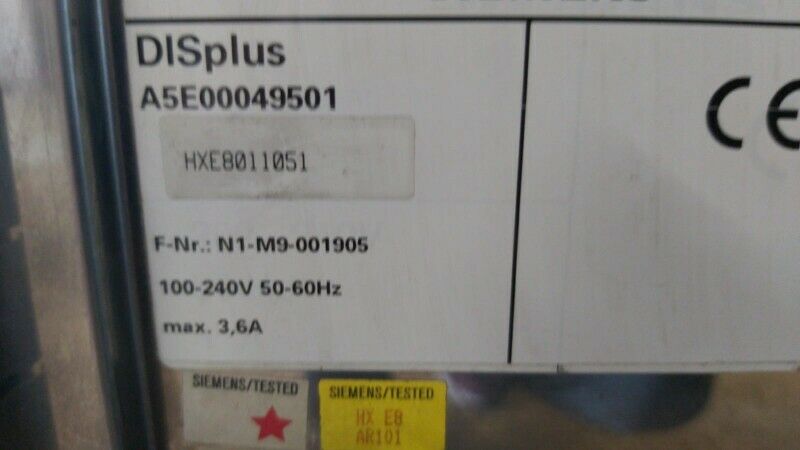 DISplus
A5E00049501
HXE8011051
F-Nr.: N1-M9-001905
100-240V 50-60Hz
max. 3,6A
CE
SIEMENS/TESTED
SIEMENS/TESTED
HX E8
AR101